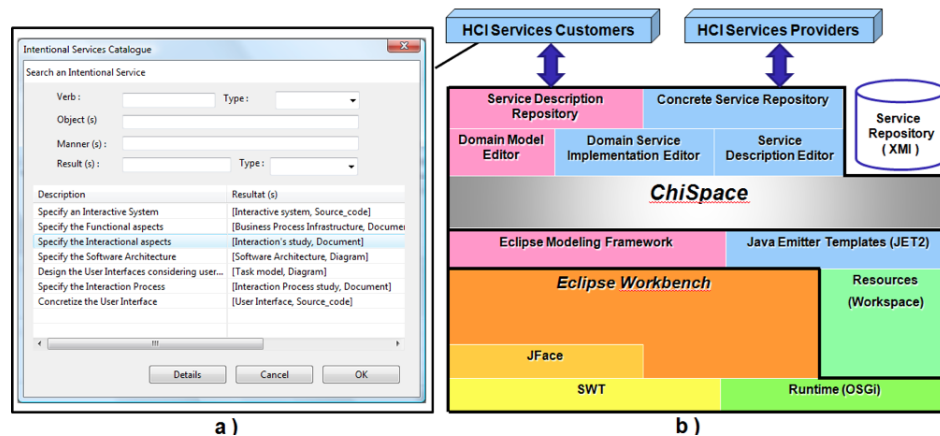 Intentional Services Catalogue
Search an Intentional Service
Verb :
Type :
Object (s)
Manner (s) :
Result (s) :
Type :
Description
Resultat (s)
Specify an Interactive System
[Interactive system, Source_code]
Specify the Functional aspects
[Business Process Infrastructure, Documen
Specify the Interactional aspects
[Interaction's study, Document]
Specify the Software Architecture
[Software Architecture, Diagram]
Design the User Interfaces considering user...
[Task model, Diagram]
Specify the Interaction Process
[Interaction Process study, Document]
Concretize the User Interface
[User Interface, Source_code]
Details
Cancel
OK
a )
HCI Services Customers
HCI Services Providers
Service Description
Repository
Concrete Service Repository
Service
Repository
( XMI )
Domain Model
Editor
Domain Service
Implementation Editor
Service
Description Editor
ChiSpace
Eclipse Modeling Framework
Java Emitter Templates (JET2)
Eclipse Workbench
Resources
(Workspace)
JFace
SWT
Runtime (OSGi)
b )